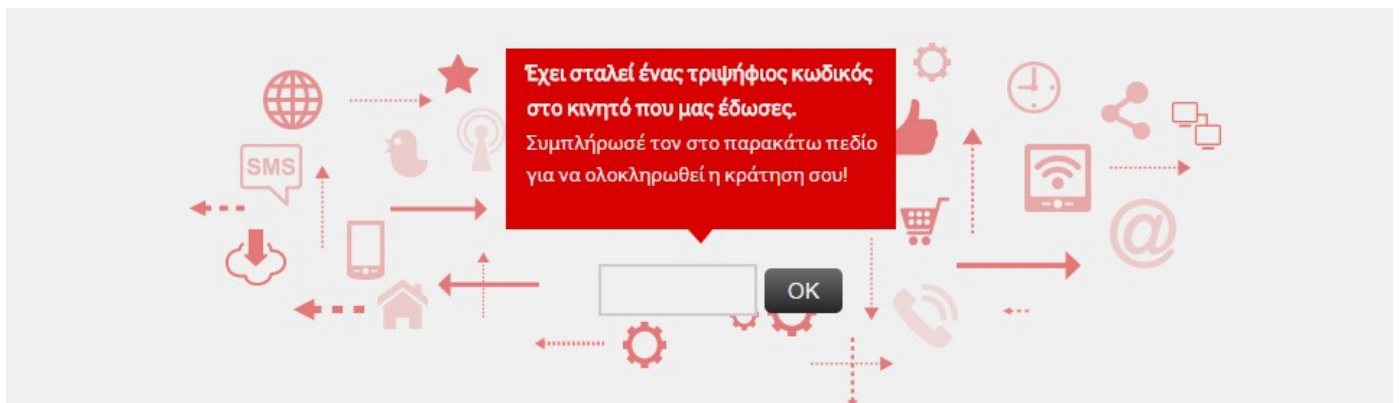 Έχει σταλεί ένας τριψήφιος κωδικός
στο κινητό που μας έδωσες.
Συμπλήρωσέ τον στο παρακάτω πεδίο
για να ολοκληρωθεί η κράτηση σου!
SMS
@
OK